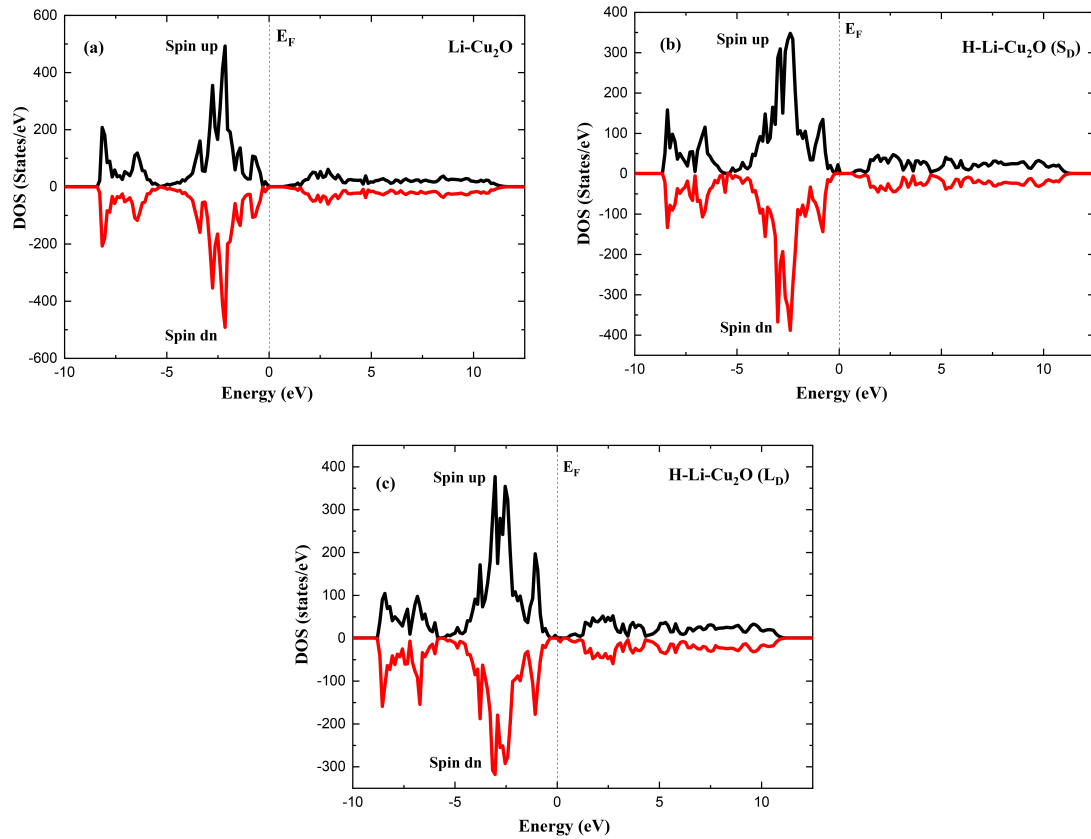 (a)
Spin up
E_F
Li-Cu₂O
Spin dn
DOS (States/eV)
600
400
200
0
-200
-400
-600
-10
-5
0
5
10
Energy (eV)
(b)
Spin up
E_F
H-Li-Cu₂O (S_D)
Spin dn
DOS (States/eV)
400
300
200
100
0
-100
-200
-300
-400
-10
-5
0
5
10
Energy (eV)
(c)
Spin up
E_F
H-Li-Cu₂O (L_D)
Spin dn
DOS (states/eV)
400
300
200
100
0
-100
-200
-300
-10
-5
0
5
10
Energy (eV)